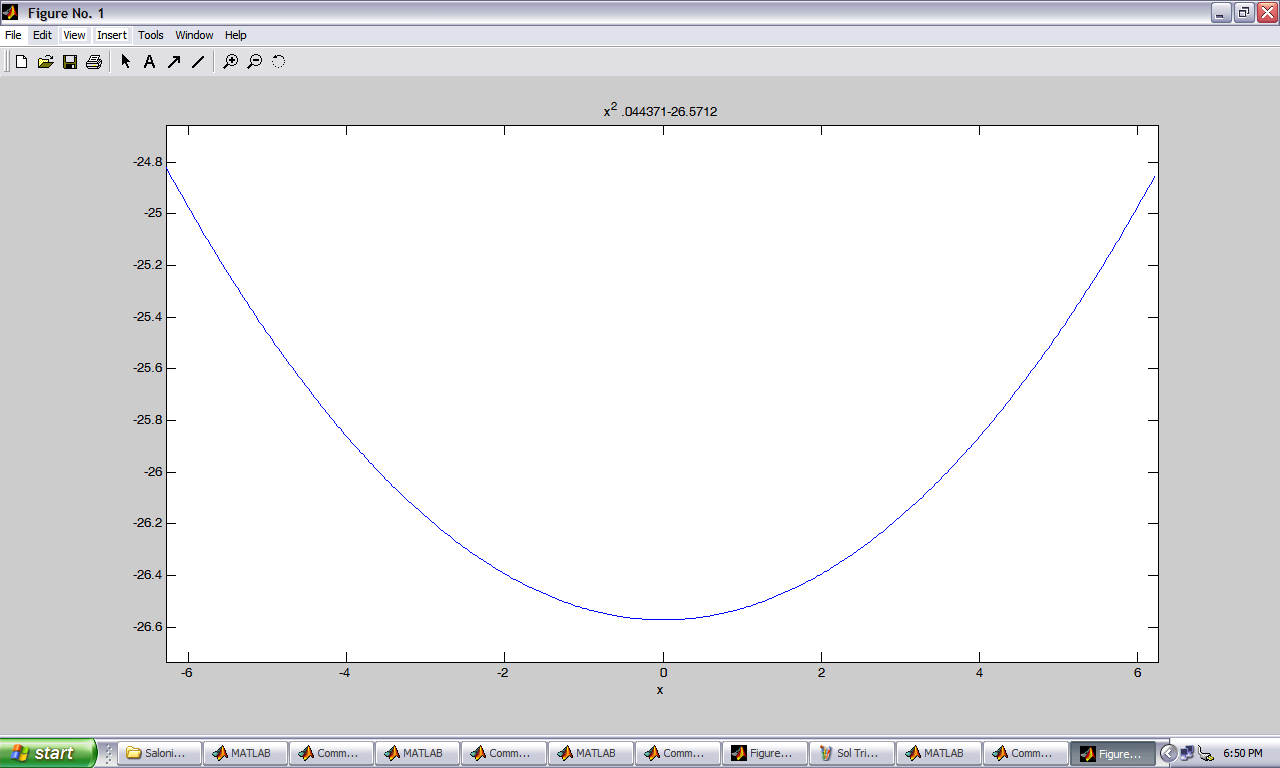 Figure No. 1
File Edit View Insert Tools Window Help
A
x² .044371-26.5712
-24.8
-25
-25.2
-25.4
-25.6
-25.8
-26
-26.2
-26.4
-26.6
-6 -4 -2 0 2 4 6
x
start Saloni... MATLAB Comm... MATLAB Comm... MATLAB Comm... Figure... Sol Tri... MATLAB Comm... Figure... 6:50 PM